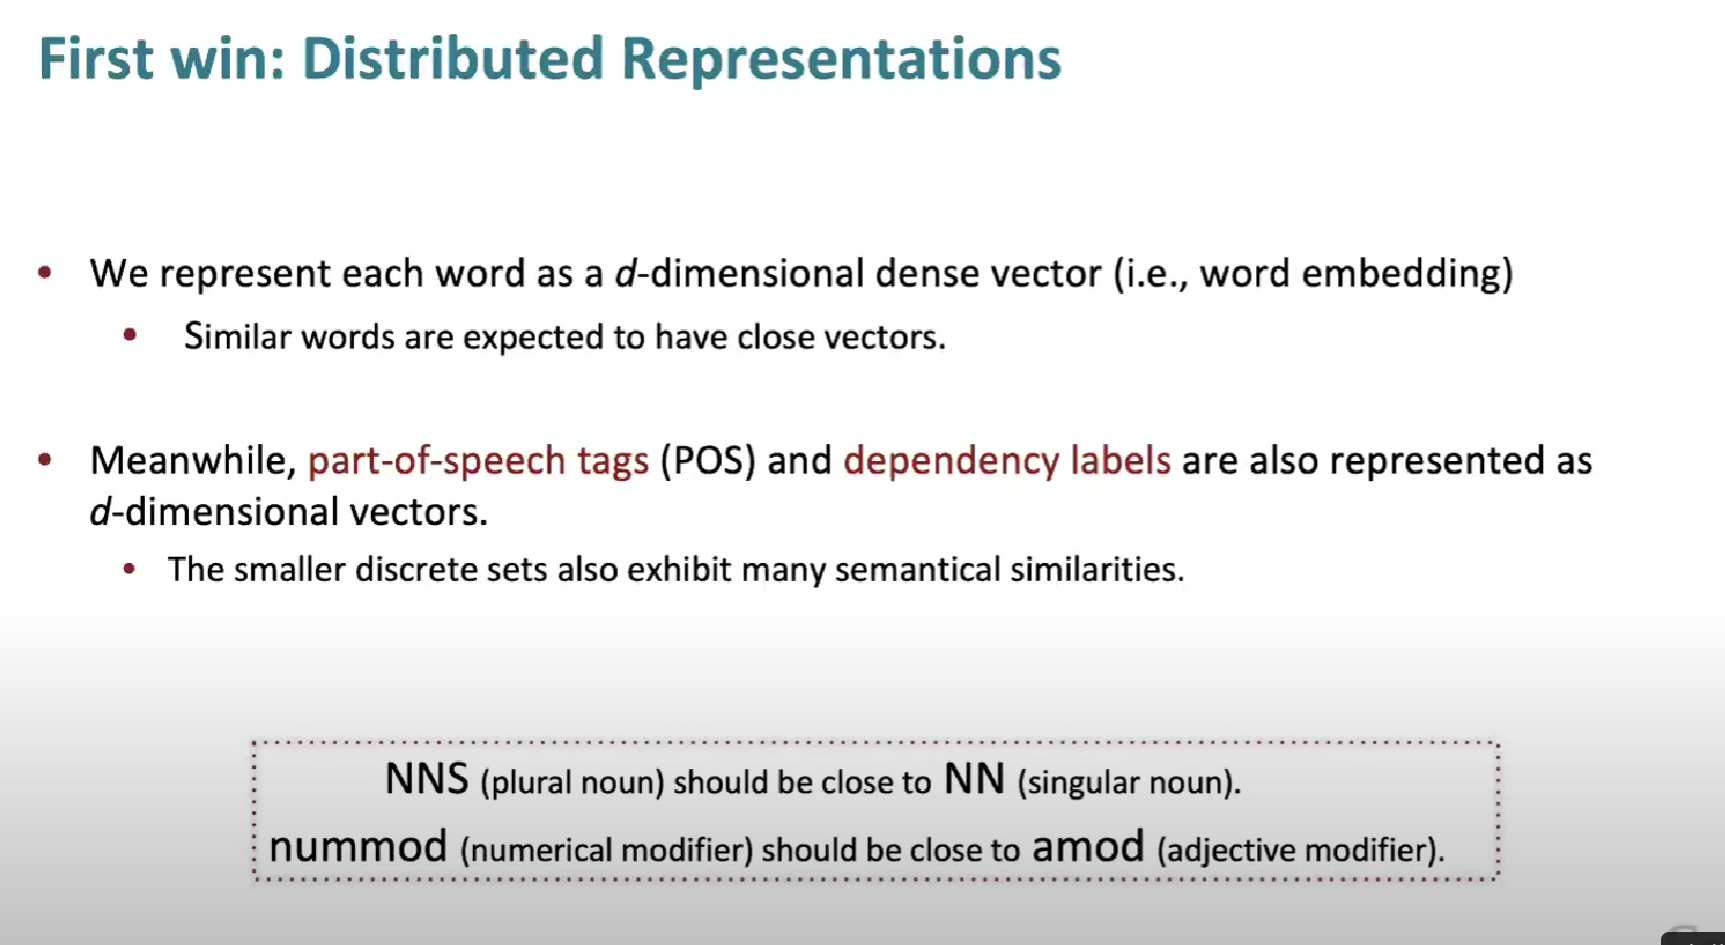 First win: Distributed Representations
• We represent each word as a d-dimensional dense vector (i.e., word embedding)
• Similar words are expected to have close vectors.
• Meanwhile, part-of-speech tags (POS) and dependency labels are also represented as
d-dimensional vectors.
• The smaller discrete sets also exhibit many semantical similarities.
NNS (plural noun) should be close to NN (singular noun).
nummod (numerical modifier) should be close to amod (adjective modifier).